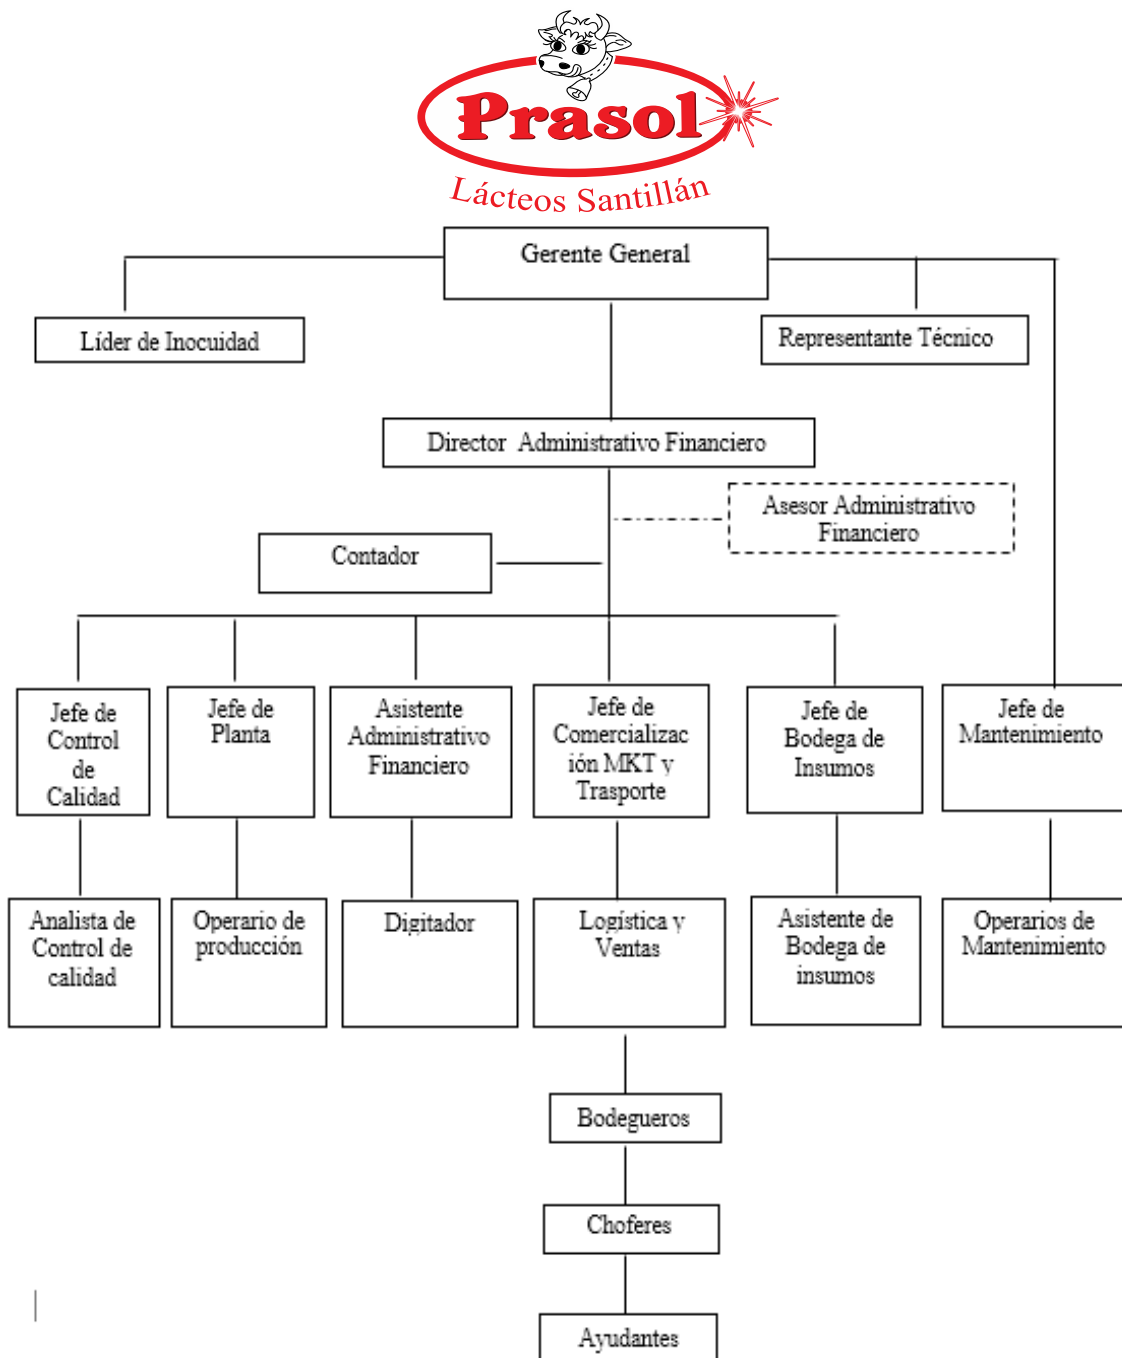 Prasol
Lácteos Santillán
Gerente General
Líder de Inocuidad
Representante Técnico
Director Administrativo Financiero
Asesor Administrativo
Financiero
Contador
Jefe de
Control
de
Calidad
Jefe de
Planta
Asistente
Administrativo
Financiero
Jefe de
Comercializac
ión MKT y
Trasporte
Jefe de
Bodega de
Insumos
Jefe de
Mantenimiento
Analista de
Control de
calidad
Operario de
producción
Digitador
Logística y
Ventas
Asistente de
Bodega de
insumos
Operarios de
Mantenimiento
Bodegueros
Choferes
Ayudantes